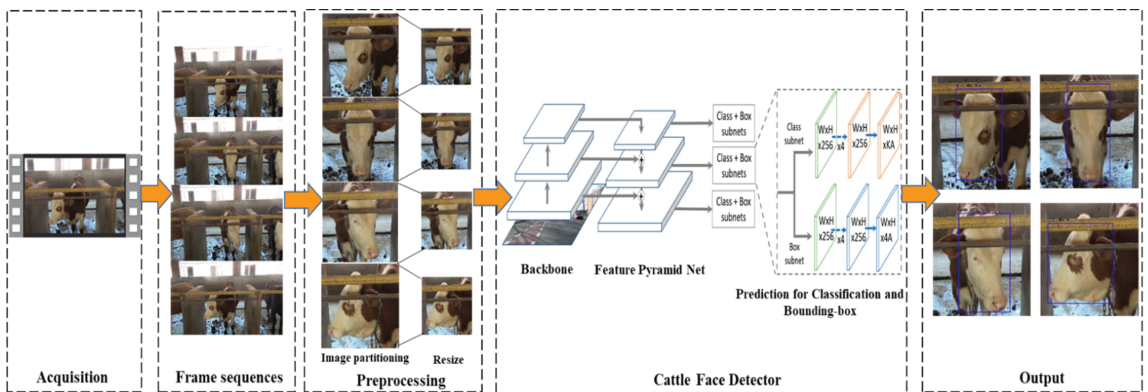 Class + Box
subnets
Class + Box
subnets
Class + Box
subnets
Class
subnet
WxH
x256
x4
WxH
x256
WxH
xKA
Box
subnet
WxH
x256
x4
WxH
x256
WxH
x4A
+
+
Backbone
Feature Pyramid Net
Prediction for Classification and
Bounding-box
Image partitioning
Resize
Acquisition
Frame sequences
Preprocessing
Cattle Face Detector
Output